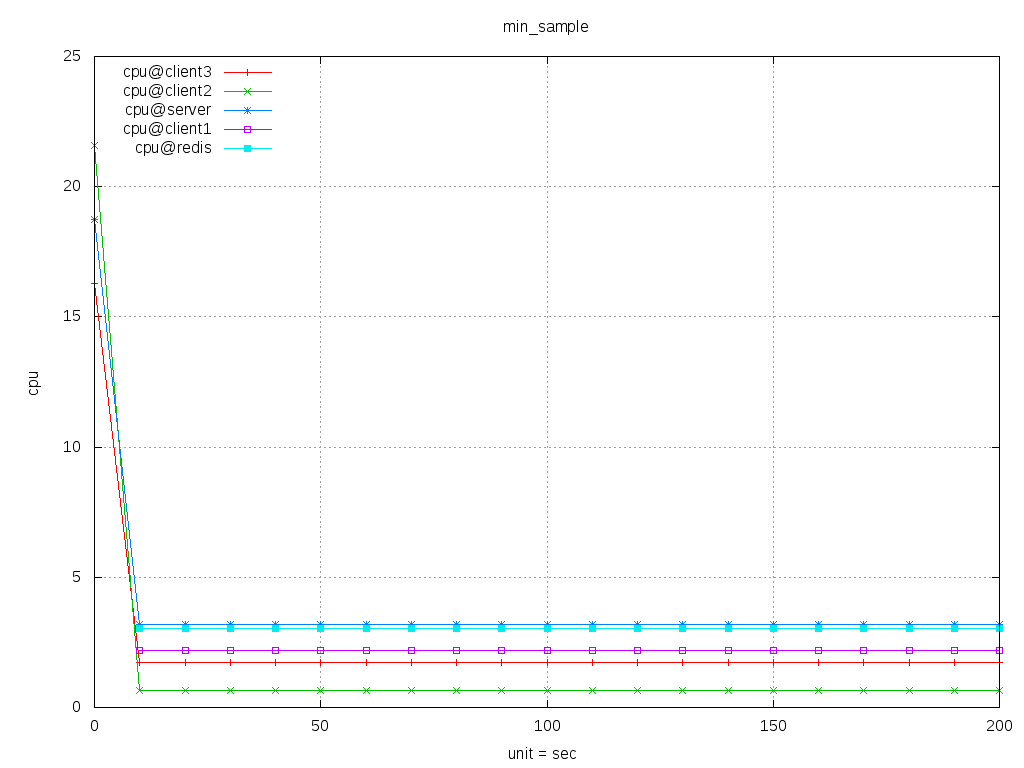 min_sample
25
20
15
10
5
0
cpu
cpu@client3
cpu@client2
cpu@server
cpu@client1
cpu@redis
0 50 100 150 200
unit = sec